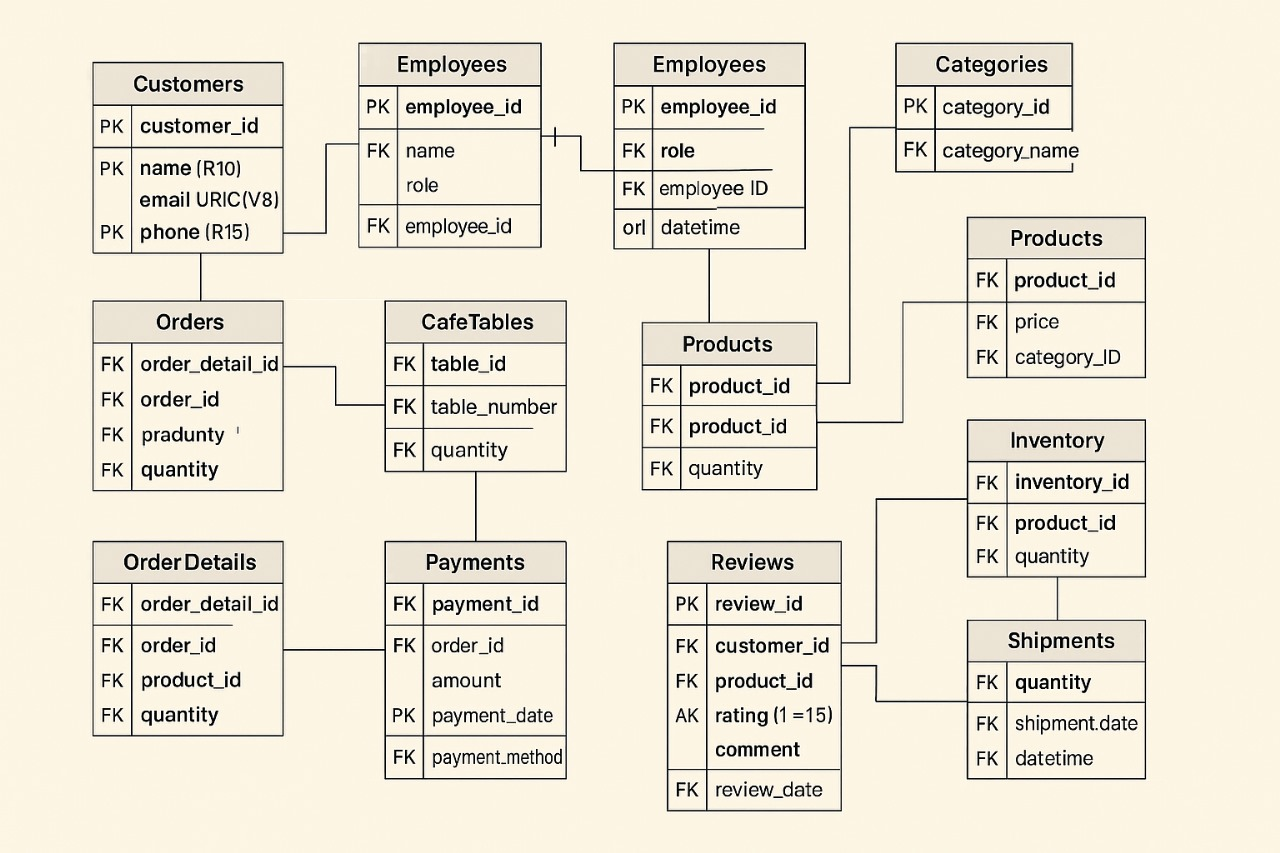 Customers
PK customer_id
PK name (R10)
email URIC(V8)
PK phone (R15)
Employees
PK employee_id
FK name
role
FK employee_id
Employees
PK employee_id
FK role
FK employee ID
orl datetime
Categories
PK category_id
FK category_name
Products
FK product_id
FK price
FK category_ID
Orders
FK order_detail_id
FK order_id
FK pradunty
FK quantity
CafeTables
FK table_id
FK table_number
FK quantity
Products
FK product_id
FK product_id
FK quantity
Inventory
FK inventory_id
FK product_id
FK quantity
OrderDetails
FK order_detail_id
FK order_id
FK product_id
FK quantity
Payments
FK payment_id
FK order_id
amount
PK payment_date
FK payment_method
Reviews
PK review_id
FK customer_id
FK product_id
AK rating (1=15)
comment
FK review_date
Shipments
FK quantity
FK shipment.date
FK datetime